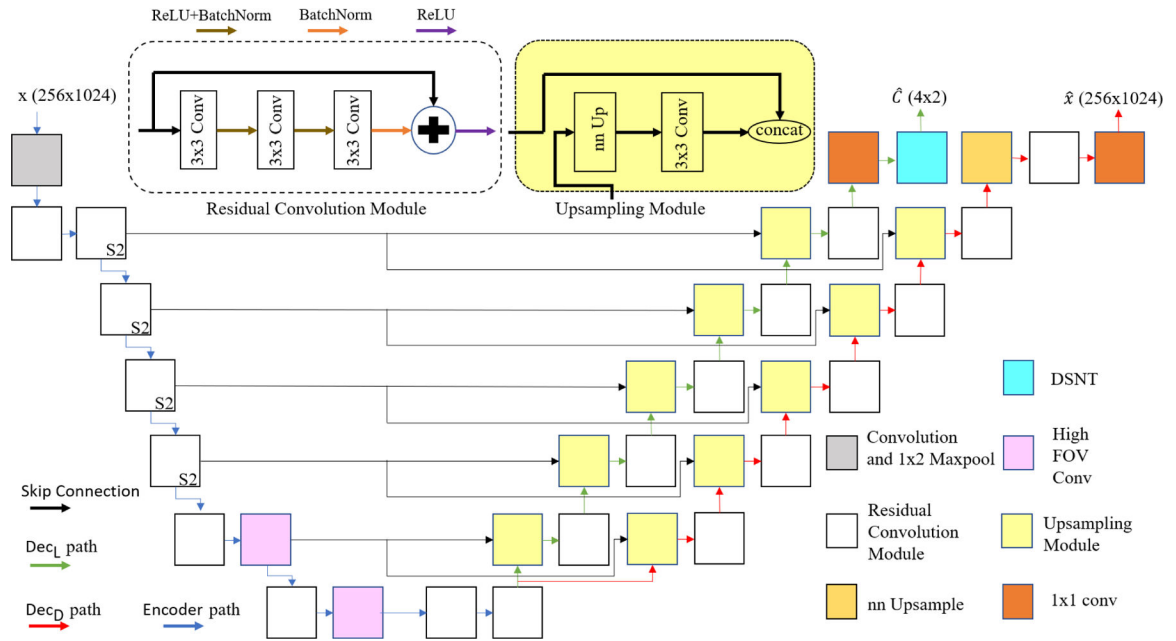 ReLU+BatchNorm
BatchNorm
ReLU
x (256x1024)
3x3 Conv
3x3 Conv
3x3 Conv
Residual Convolution Module
nn Up
3x3 Conv
concat
Upsampling Module
Ĉ (4x2)
x̂ (256x1024)
S2
S2
S2
S2
Skip Connection
Dec_L path
Dec_D path
Encoder path
DSNT
Convolution
and 1x2 Maxpool
High
FOV
Conv
Residual
Convolution
Module
Upsampling
Module
nn Upsample
1x1 conv